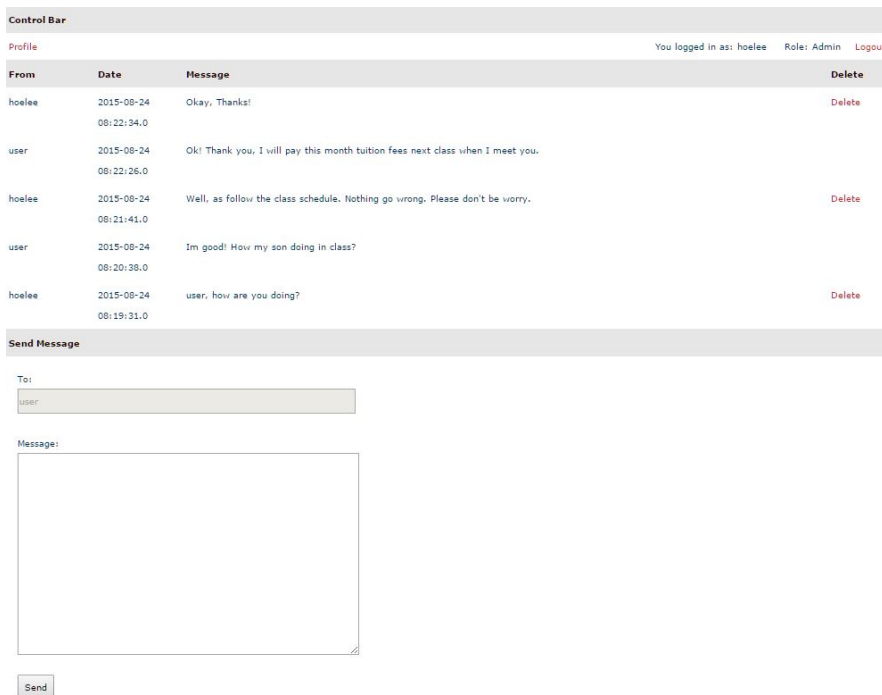 Control Bar
Profile You logged in as: hoelee Role: Admin Logou
From Date Message Delete
hoelee 2015-08-24 Okay, Thanks! Delete
08:22:34.0
user 2015-08-24 Ok! Thank you, I will pay this month tuition fees next class when I meet you.
08:22:26.0
hoelee 2015-08-24 Well, as follow the class schedule. Nothing go wrong. Please don't be worry. Delete
08:21:41.0
user 2015-08-24 Im good! How my son doing in class?
08:20:38.0
hoelee 2015-08-24 user, how are you doing? Delete
08:19:31.0
Send Message
To:
user
Message:
Send